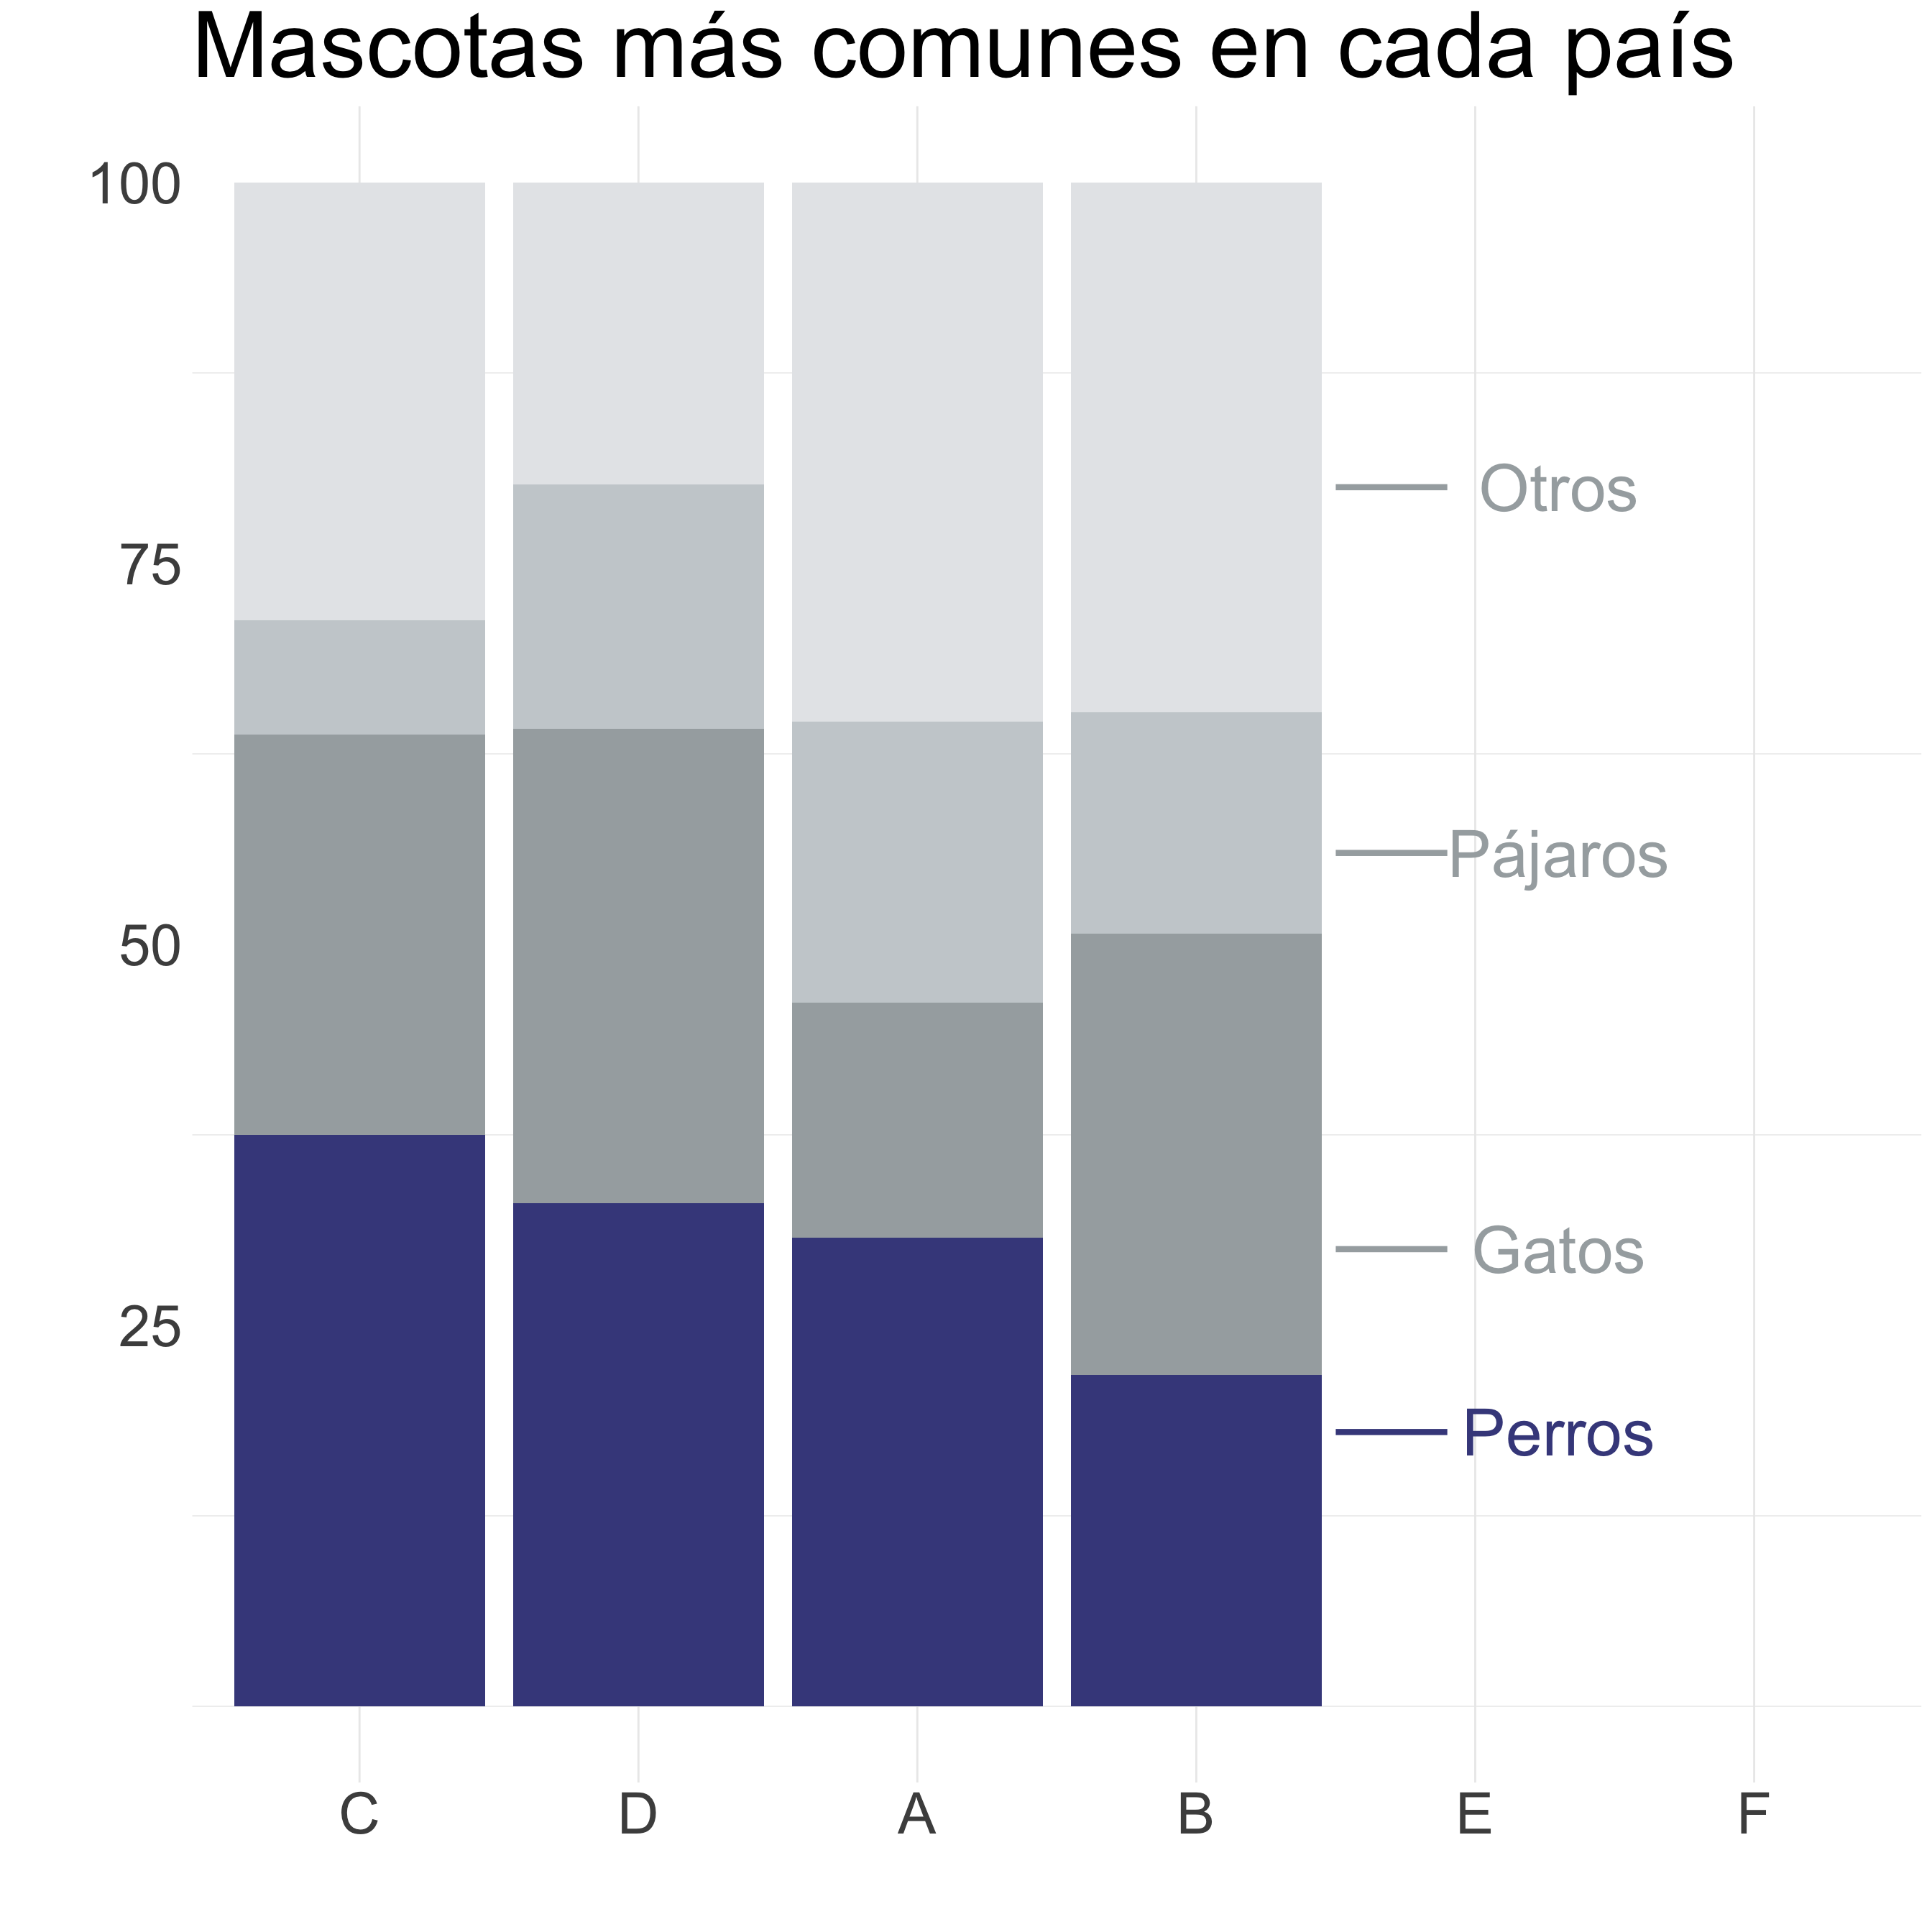 Mascotas más comunes en cada país
100
75
50
25
Otros
Pájaros
Gatos
Perros
C D A B E F